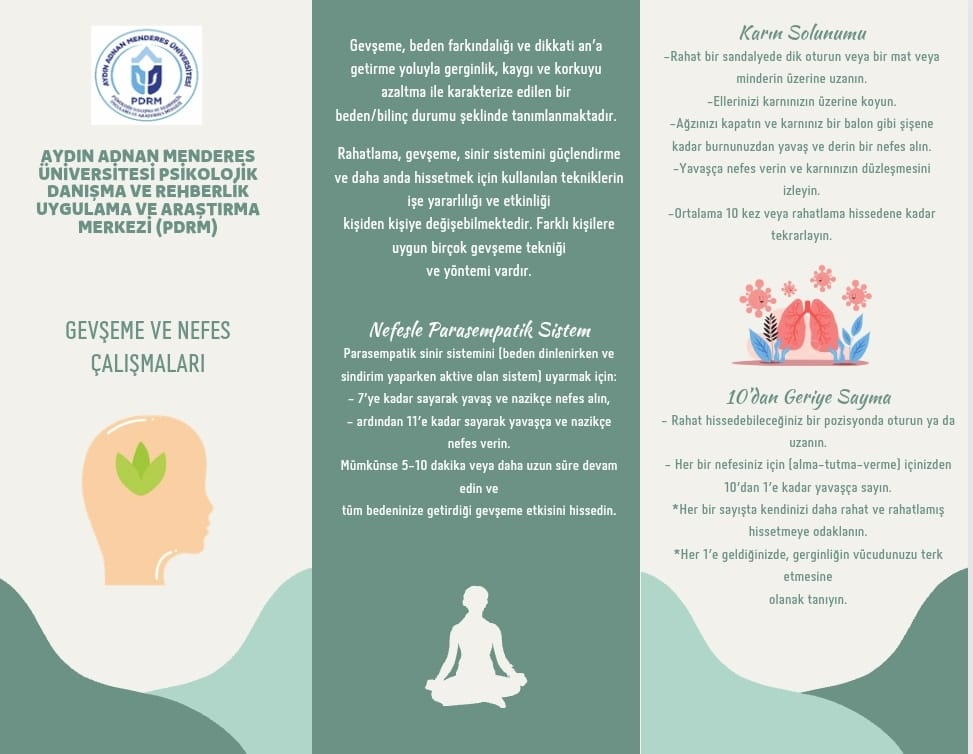 AYDIN ADNAN MENDERES ÜNİVERSİTESİ
PDRM
AYDIN ADNAN MENDERES
ÜNİVERSİTESİ PSİKOLOJİK
DANIŞMA VE REHBERLİK
UYGULAMA VE ARAŞTIRMA
MERKEZİ (PDRM)
GEVŞEME VE NEFES
ÇALIŞMALARI
Gevşeme, beden farkındalığı ve dikkati an’a
getirme yoluyla gerginlik, kaygı ve korkuyu
azaltma ile karakterize edilen bir
beden/bilinç durumu şeklinde tanımlanmaktadır.
Rahatlama, gevşeme, sinir sistemini güçlendirme
ve daha anda hissetmek için kullanılan tekniklerin
işe yararlılığı ve etkinliği
kişiden kişiye değişebilmektedir. Farklı kişilere
uygun birçok gevşeme tekniği
ve yöntemi vardır.
Nefesle Parasempatik Sistem
Parasempatik sinir sistemini (beden dinlenirken ve
sindirim yaparken aktive olan sistem) uyarmak için:
- 7’ye kadar sayarak yavaş ve nazikçe nefes alın,
- ardından 11’e kadar sayarak yavaşça ve nazikçe
nefes verin.
Mümkünse 5-10 dakika veya daha uzun süre devam
edin ve
tüm bedeninize getirdiği gevşeme etkisini hissedin.
Karın Solunumu
-Rahat bir sandalyede dik oturun veya bir mat veya
minderin üzerine uzanın.
-Ellerinizi karnınızın üzerine koyun.
-Ağzınızı kapatın ve karnınız bir balon gibi şişene
kadar burnunuzdan yavaş ve derin bir nefes alın.
-Yavaşça nefes verin ve karnınızın düzleşmesini
izleyin.
-Ortalama 10 kez veya rahatlama hissedene kadar
tekrarlayın.
10’dan Geriye Sayma
- Rahat hissedebileceğiniz bir pozisyonda oturun ya da
uzanın.
- Her bir nefesiniz için (alma-tutma-verme) içinizden
10’dan 1’e kadar yavaşça sayın.
*Her bir sayışta kendinizi daha rahat ve rahatlamış
hissetmeye odaklanın.
*Her 1’e geldiğinizde, gerginliğin vücudunuzu terk
etmesine
olanak tanıyın.